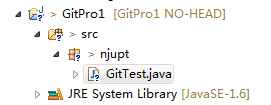 > GitPro1 [GitPro1 NO-HEAD]
src
njupt
GitTest.java
JRE System Library [JavaSE-1.6]